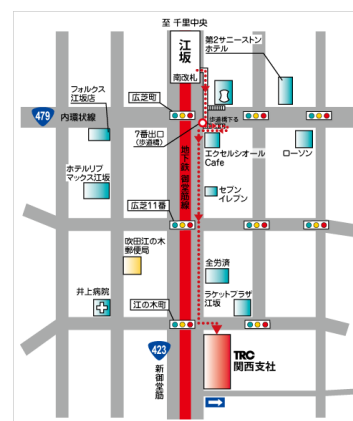 至 千里中央
江坂
南改札
第2サニーストン
ホテル
フォルクス
江坂店
広芝町
479
内環状線
7番出口
(歩道橋)
歩道橋下る
エクセルシオール
Cafe
ローソン
地下鉄 御堂筋線
ホテルリブ
マックス江坂
セブン
イレブン
広芝11番
吹田江の木
郵便局
全労済
井上病院
ラケットプラザ
江坂
江の木町
423
新御堂筋
TRC
関西支社